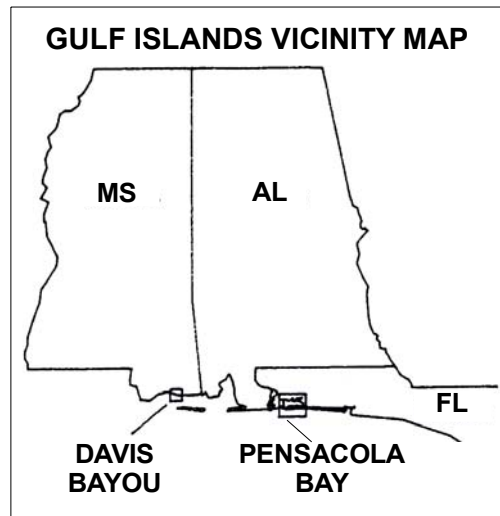 GULF ISLANDS VICINITY MAP
MS
AL
FL
DAVIS
BAYOU
PENSACOLA
BAY